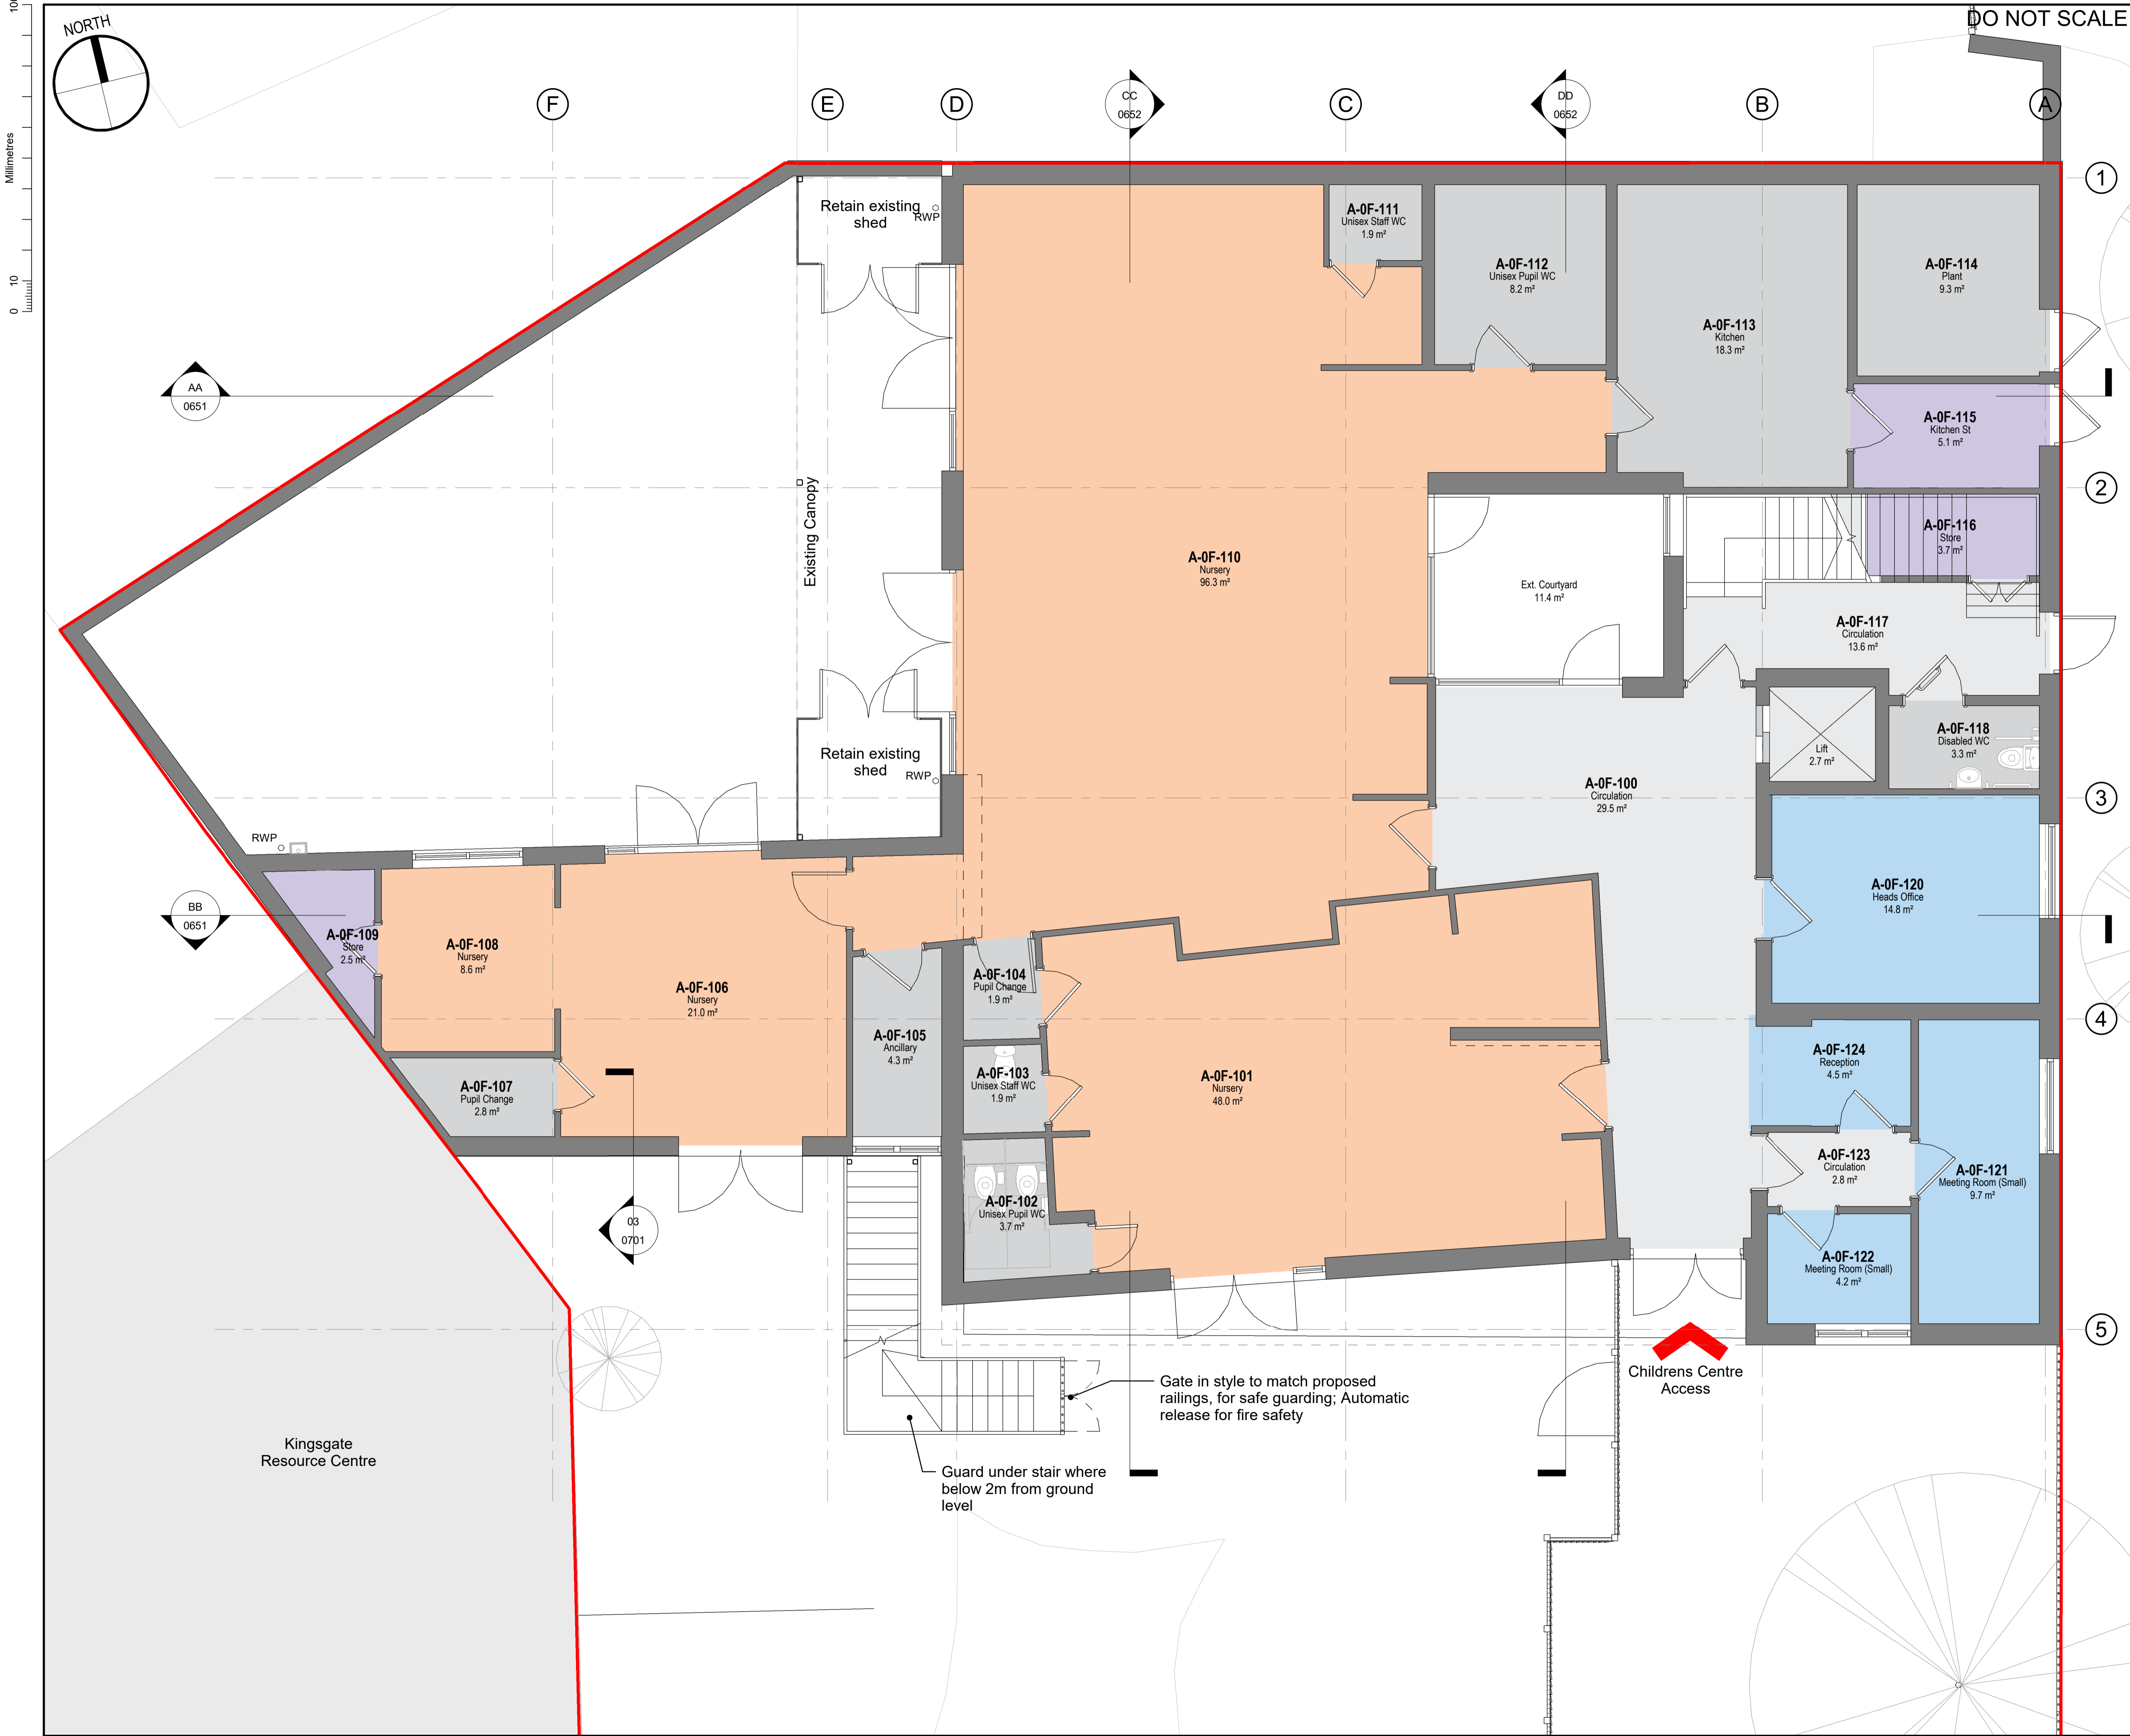 DO NOT SCALE
100
Millimetres
10
0
NORTH
F
E
D
CC
0652
C
DD
0652
B
A
1
2
3
4
5
AA
0651
BB
0651
03
0701
Retain existing
shed
RWP
Existing Canopy
Retain existing
shed
RWP
RWP
A-0F-111
Unisex Staff WC
1.9 m²
A-0F-112
Unisex Pupil WC
8.2 m²
A-0F-113
Kitchen
18.3 m²
A-0F-114
Plant
9.3 m²
A-0F-115
Kitchen St
5.1 m²
A-0F-110
Nursery
96.3 m²
Ext. Courtyard
11.4 m²
A-0F-116
Store
3.7 m²
A-0F-117
Circulation
13.6 m²
Lift
2.7 m²
A-0F-118
Disabled WC
3.3 m²
A-0F-100
Circulation
29.5 m²
A-0F-120
Heads Office
14.8 m²
A-0F-109
Store
2.5 m²
A-0F-108
Nursery
8.6 m²
A-0F-106
Nursery
21.0 m²
A-0F-107
Pupil Change
2.8 m²
A-0F-105
Ancillary
4.3 m²
A-0F-104
Pupil Change
1.9 m²
A-0F-103
Unisex Staff WC
1.9 m²
A-0F-102
Unisex Pupil WC
3.7 m²
A-0F-101
Nursery
48.0 m²
A-0F-124
Reception
4.5 m²
A-0F-123
Circulation
2.8 m²
A-0F-121
Meeting Room (Small)
9.7 m²
A-0F-122
Meeting Room (Small)
4.2 m²
Childrens Centre
Access
Gate in style to match proposed
railings, for safe guarding; Automatic
release for fire safety
Guard under stair where
below 2m from ground
level
Kingsgate
Resource Centre